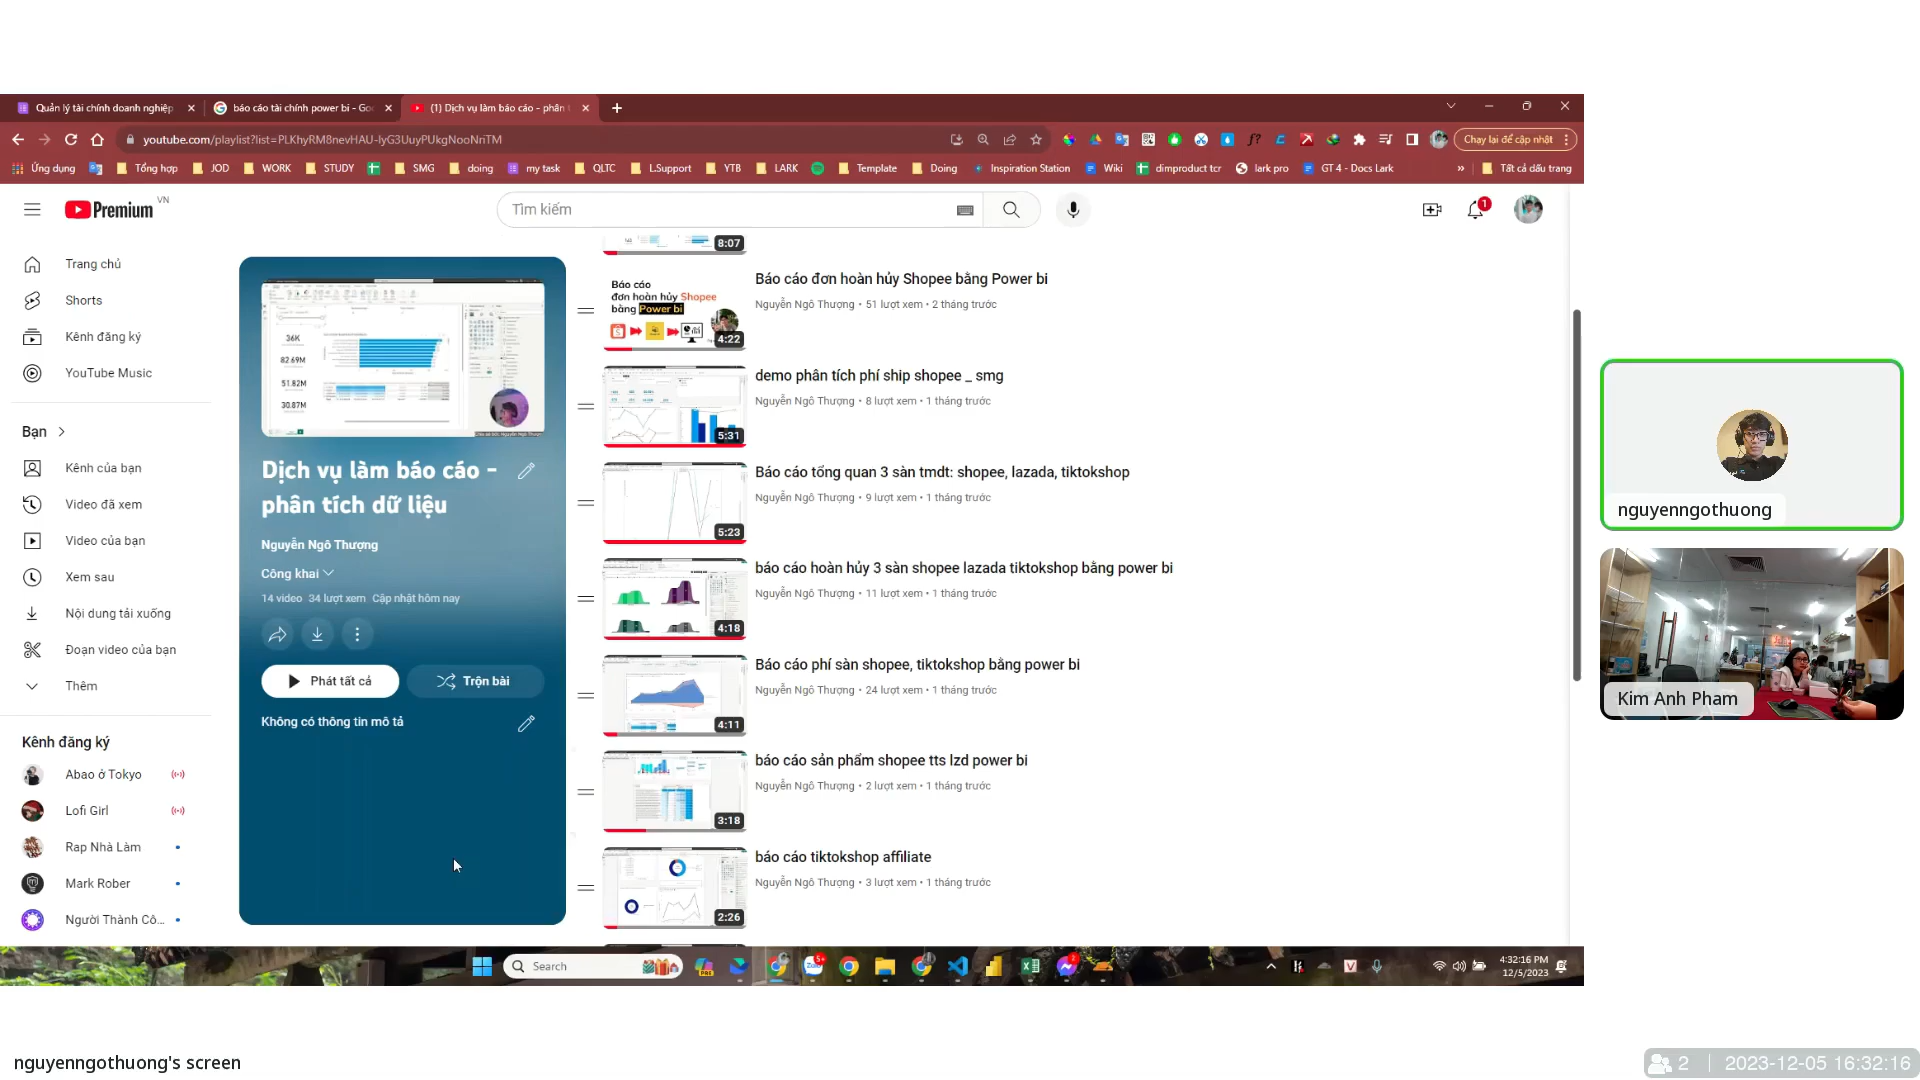 Quản lý tài chính doanh nghiệp
báo cáo tài chính power bi - Goo
(1) Dịch vụ làm báo cáo - phân t
youtube.com/playlist?list=PLKhyRM8nevHAU-lyG3UuyPUkgNooNnTM
Chạy lại để cập nhật
Ứng dụng
Tổng hợp
JOD
WORK
STUDY
SMG
doing
my task
QLTC
L.Support
YTB
LARK
Template
Doing
Inspiration Station
Wiki
dimproduct tcr
lark pro
GT 4 - Docs Lark
»
Tất cả dấu trang
Premium VN
Tìm kiếm
1
Trang chủ
Shorts
Kênh đăng ký
YouTube Music
Bạn
Kênh của bạn
Video đã xem
Video của bạn
Xem sau
Nội dung tải xuống
Đoạn video của bạn
Thêm
Kênh đăng ký
Abao ở Tokyo
Lofi Girl
Rap Nhà Làm
Mark Rober
Người Thành Cô...
36K
82.69M
51.82M
30.87M
Dịch vụ làm báo cáo -
phân tích dữ liệu
Nguyễn Ngô Thượng
Công khai
14 video 34 lượt xem Cập nhật hôm nay
Phát tất cả
Trộn bài
Không có thông tin mô tả
8:07
Báo cáo
đơn hoàn hủy Shopee
bằng Power bi
4:22
Báo cáo đơn hoàn hủy Shopee bằng Power bi
Nguyễn Ngô Thượng • 51 lượt xem • 2 tháng trước
5:31
demo phân tích phí ship shopee _ smg
Nguyễn Ngô Thượng • 8 lượt xem • 1 tháng trước
5:23
Báo cáo tổng quan 3 sàn tmdt: shopee, lazada, tiktokshop
Nguyễn Ngô Thượng • 9 lượt xem • 1 tháng trước
4:18
báo cáo hoàn hủy 3 sàn shopee lazada tiktokshop bằng power bi
Nguyễn Ngô Thượng • 11 lượt xem • 1 tháng trước
4:11
Báo cáo phí sàn shopee, tiktokshop bằng power bi
Nguyễn Ngô Thượng • 24 lượt xem • 1 tháng trước
3:18
báo cáo sản phẩm shopee tts lzd power bi
Nguyễn Ngô Thượng • 2 lượt xem • 1 tháng trước
2:26
báo cáo tiktokshop affiliate
Nguyễn Ngô Thượng • 3 lượt xem • 1 tháng trước
nguyenngothuong
Kim Anh Pham
Search
PRE
Zalo
5+
2
4:32:16 PM
12/5/2023
nguyenngothuong's screen
2
2023-12-05 16:32:16